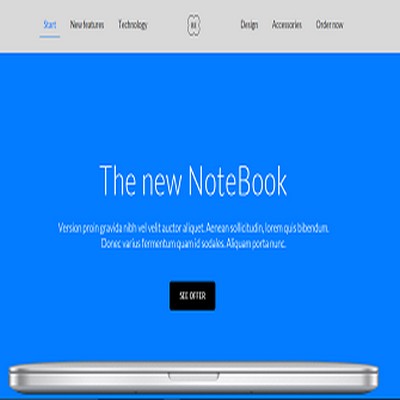 Start New features Technology Design Accessories Order now
The new NoteBook
Version proin gravida nibh vel velit auctor aliquet. Aenean sollicitudin, lorem quis bibendum.
Donec varius fermentum quam id sodales. Aliquam porta nunc.
SEE OFFER